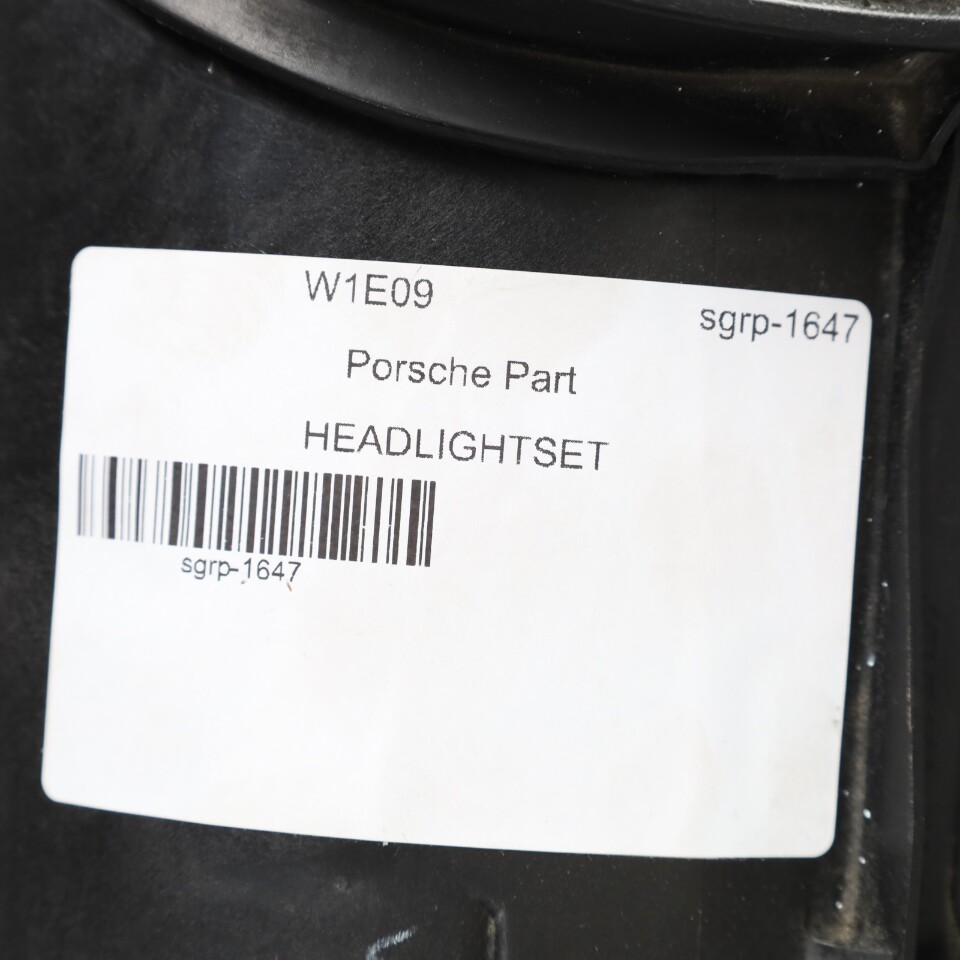 W1E09
sgrp-1647
Porsche Part
HEADLIGHTSET
sgrp-1647